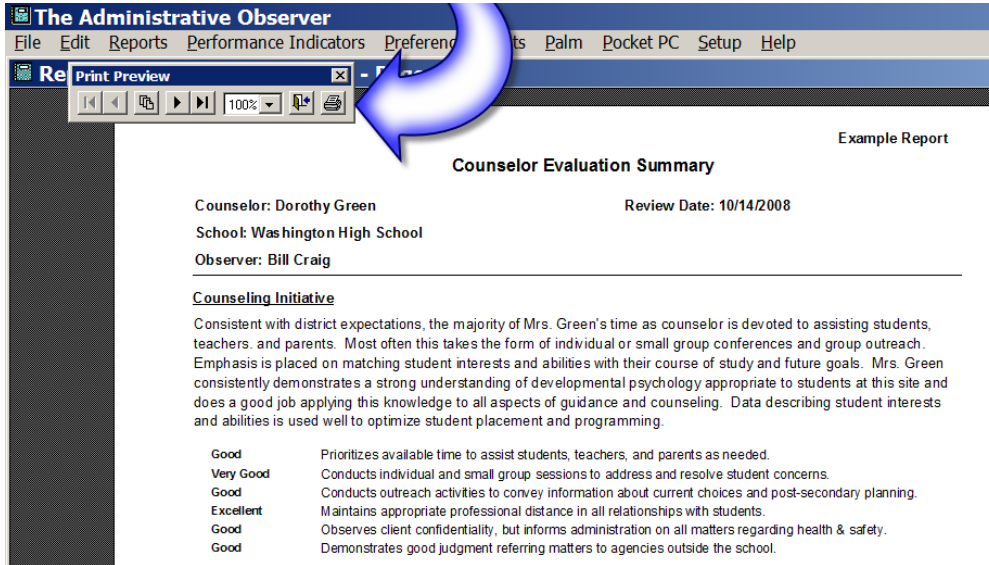 The Administrative Observer
File Edit Reports Performance Indicators Palm Pocket PC Setup Help
Print Preview
100%
Example Report
Counselor Evaluation Summary
Counselor: Dorothy Green Review Date: 10/14/2008
School: Washington High School
Observer: Bill Craig
Counseling Initiative
Consistent with district expectations, the majority of Mrs. Green's time as counselor is devoted to assisting students,
teachers. and parents. Most often this takes the form of individual or small group conferences and group outreach.
Emphasis is placed on matching student interests and abilities with their course of study and future goals. Mrs. Green
consistently demonstrates a strong understanding of developmental psychology appropriate to students at this site and
does a good job applying this knowledge to all aspects of guidance and counseling. Data describing student interests
and abilities is used well to optimize student placement and programming.
Good Prioritizes available time to assist students, teachers, and parents as needed.
Very Good Conducts individual and small group sessions to address and resolve student concerns.
Good Conducts outreach activities to convey information about current choices and post-secondary planning.
Excellent Maintains appropriate professional distance in all relationships with students.
Good Observes client confidentiality, but informs administration on all matters regarding health & safety.
Good Demonstrates good judgment referring matters to agencies outside the school.